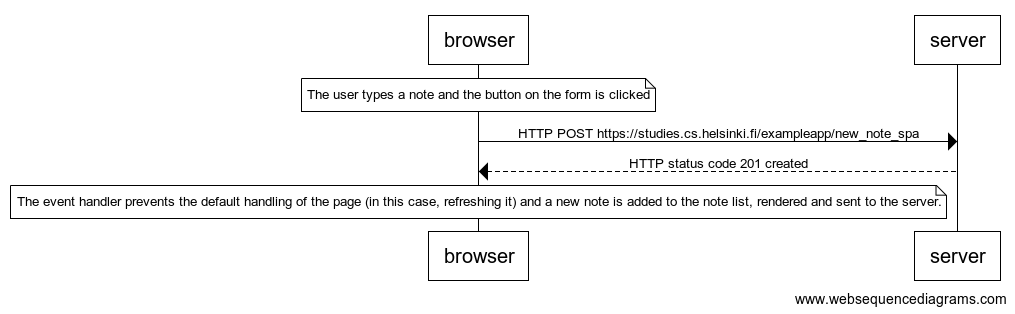 browser server
The user types a note and the button on the form is clicked
HTTP POST https://studies.cs.helsinki.fi/exampleapp/new_note_spa
HTTP status code 201 created
The event handler prevents the default handling of the page (in this case, refreshing it) and a new note is added to the note list, rendered and sent to the server.
browser server
www.websequencediagrams.com